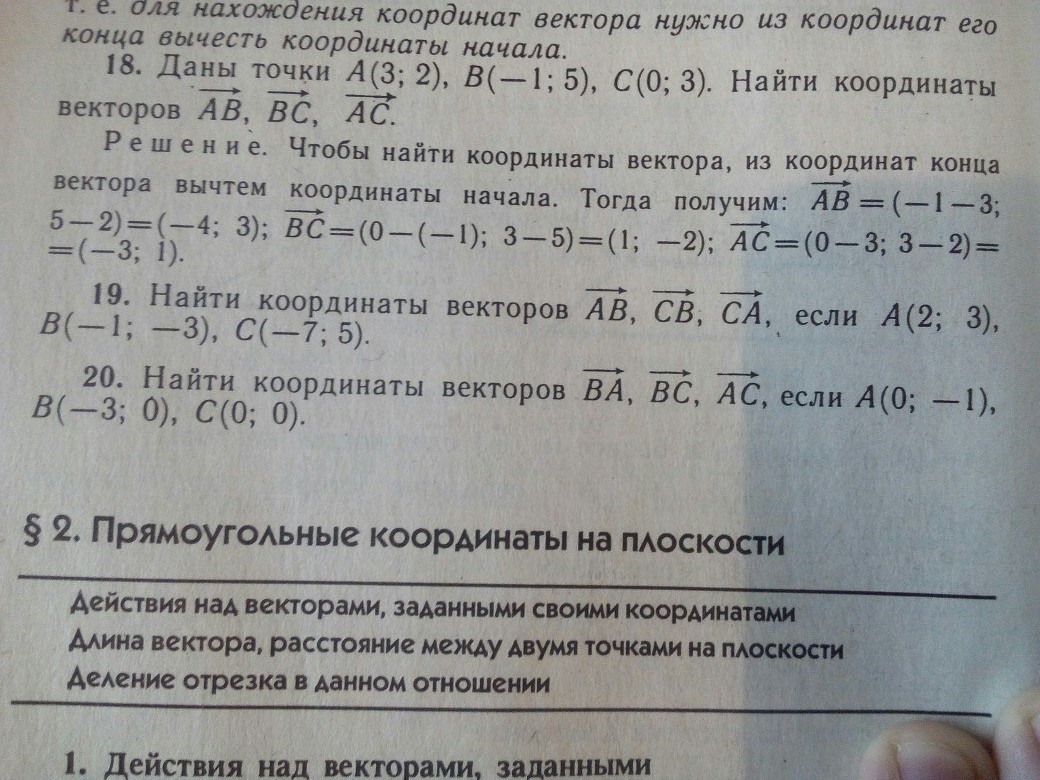 т. е. для нахождения координат вектора нужно из координат его
конца вычесть координаты начала.
18. Даны точки A(3; 2), B(−1; 5), C(0; 3). Найти координаты
векторов AB, BC, AC.
Решение. Чтобы найти координаты вектора, из координат конца
вектора вычтем координаты начала. Тогда получим: AB=(−1−3;
5−2)=(−4; 3); BC=(0−(−1); 3−5)=(1; −2); AC=(0−3; 3−2)=
=(−3; 1).
19. Найти координаты векторов AB, CB, CA, если A(2; 3),
B(−1; −3), C(−7; 5).
20. Найти координаты векторов BA, BC, AC, если A(0; −1),
B(−3; 0), C(0; 0).
§ 2. Прямоугольные координаты на плоскости
Действия над векторами, заданными своими координатами
Длина вектора, расстояние между двумя точками на плоскости
Деление отрезка в данном отношении
1. Действия над векторами, заданными